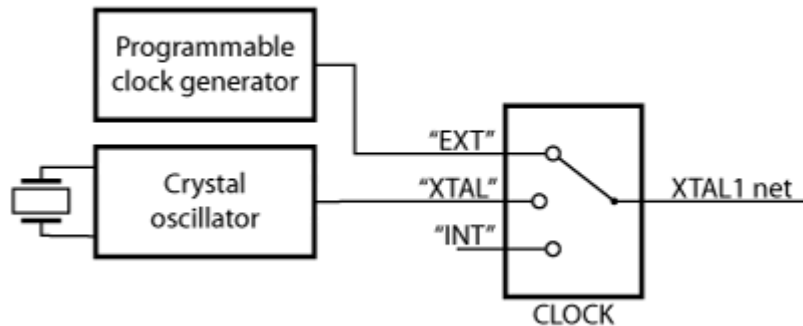 Programmable
clock generator
"EXT"
Crystal
oscillator
"XTAL"
XTAL1 net
"INT"
CLOCK